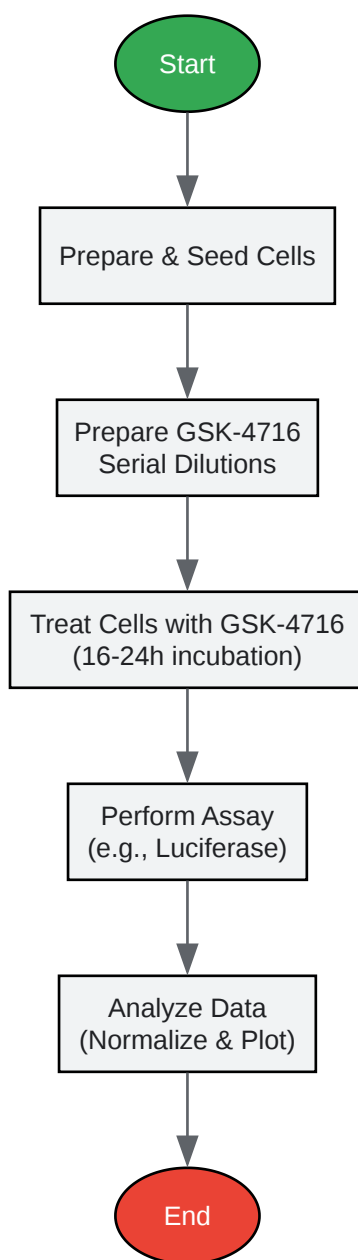 Start
Prepare & Seed Cells
Prepare GSK-4716
Serial Dilutions
Treat Cells with GSK-4716
(16-24h incubation)
Perform Assay
(e.g., Luciferase)
Analyze Data
(Normalize & Plot)
End